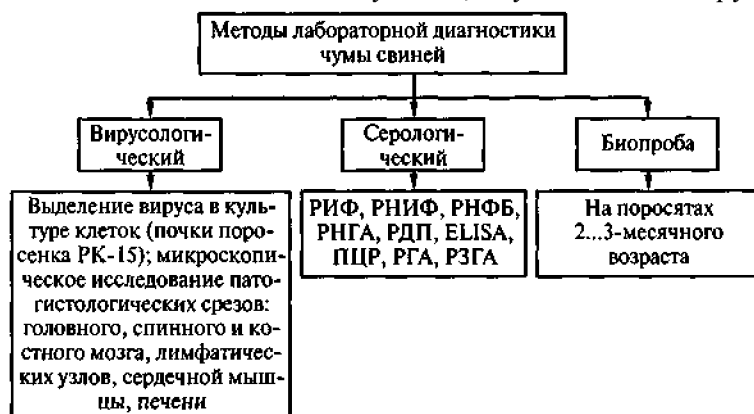 Методы лабораторной диагностики
чумы свиней
Вирусологи-
ческий
Серологи-
ческий
Биопроба
Выделение вируса в куль-
туре клеток (почки поро-
сенка РК-15); микроскопи-
ческое исследование пато-
гистологических срезов:
головного, спинного и ко-
стного мозга, лимфатичес-
ких узлов, сердечной мыш-
цы, печени
РИФ, РНИФ, РНФБ,
РНГА, РДП, ELISA,
ПЦР, РГА, РЗГА
На поросятах
2...3-месячного
возраста